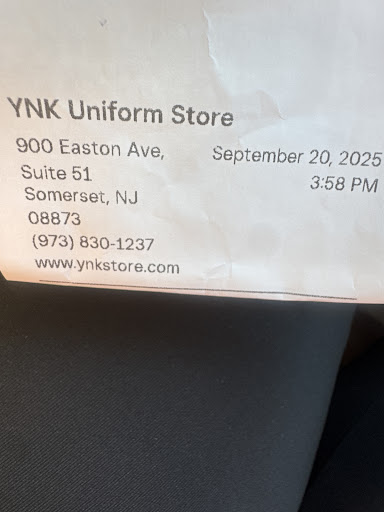 YNK Uniform Store
900 Easton Ave,
Suite 51
Somerset, NJ
08873
(973) 830-1237
www.ynkstore.com
September 20, 2025
3:58 PM